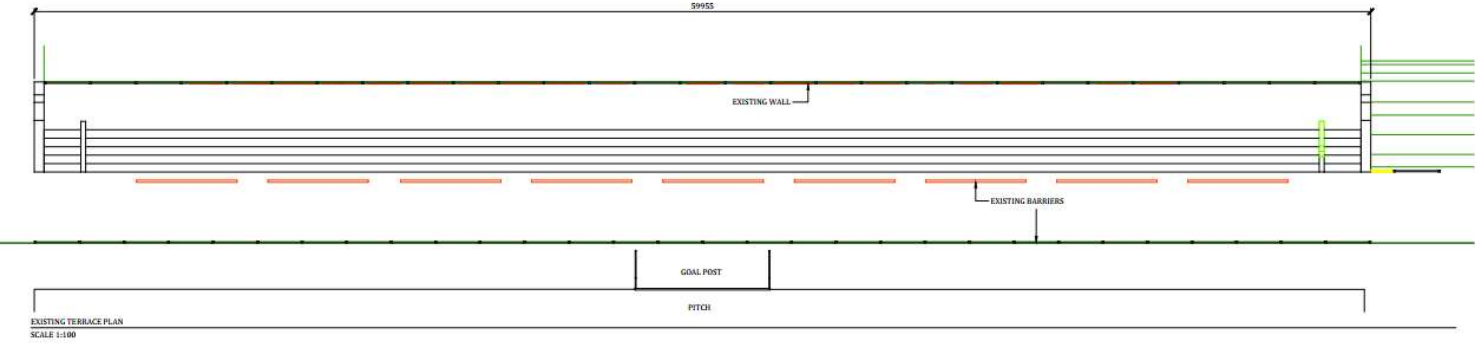 59955
EXISTING WALL
EXISTING BARRIERS
GOAL POST
PITCH
EXISTING TERRACE PLAN
SCALE 1:100